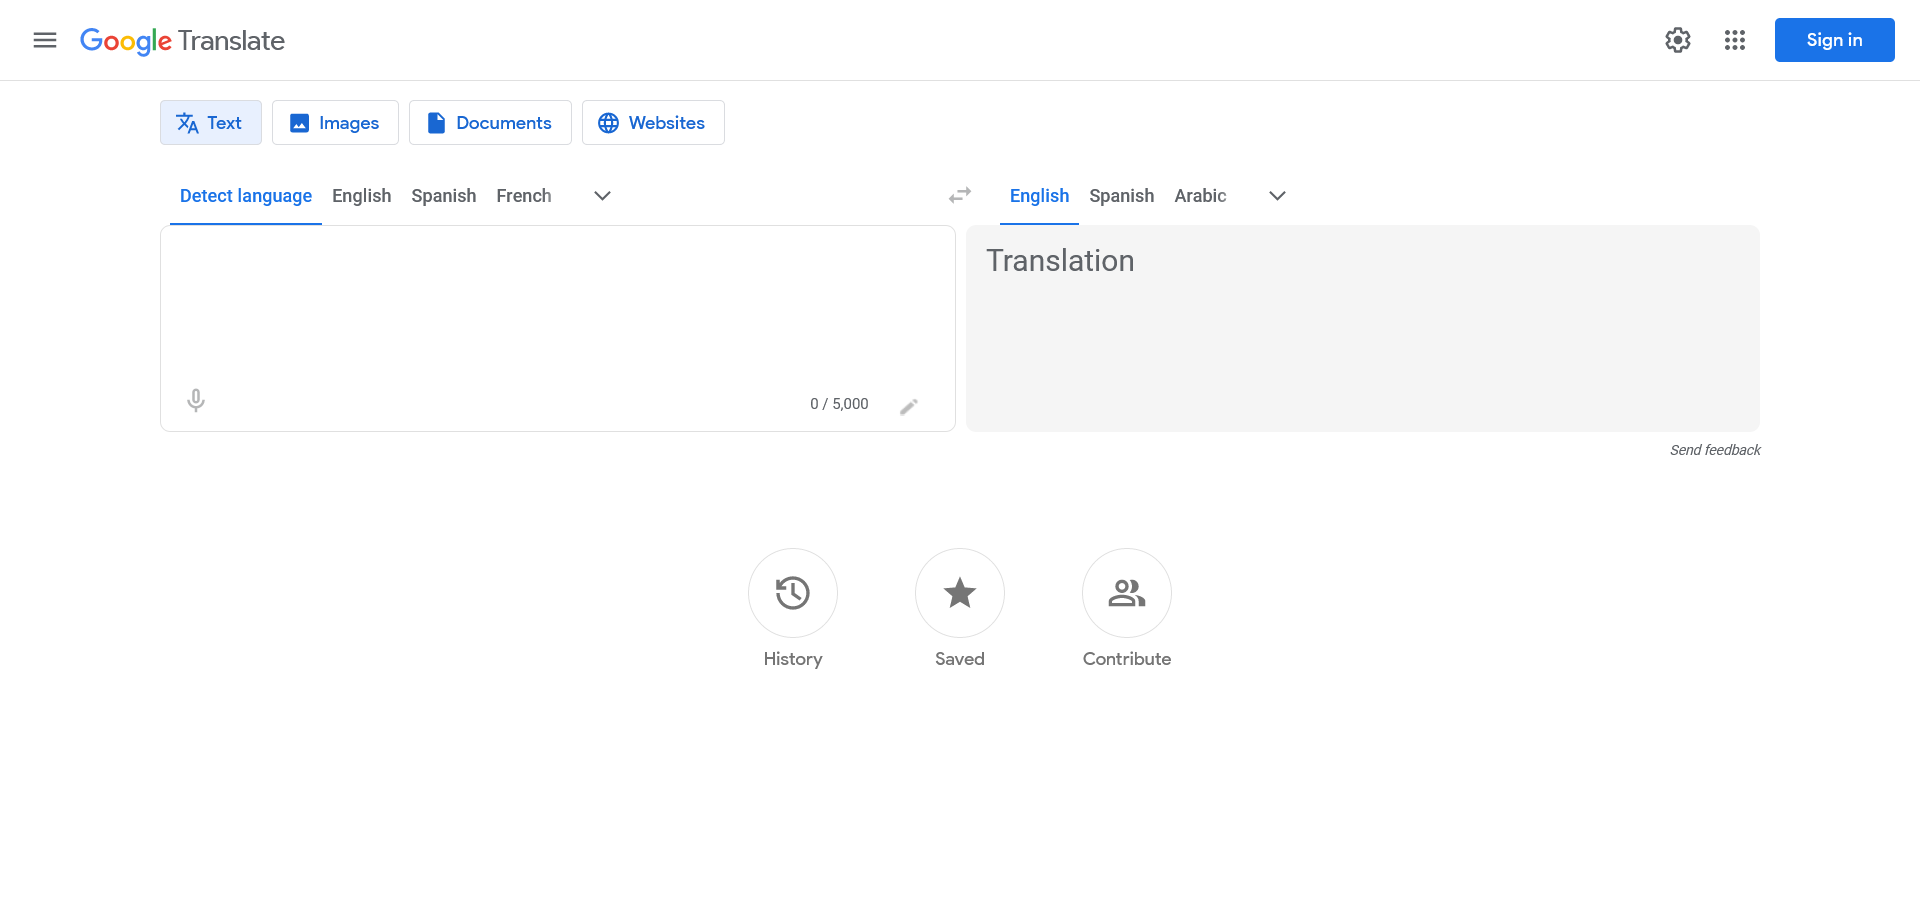 Google Translate
Sign in
Text Images Documents Websites
Detect language English Spanish French
English Spanish Arabic
Translation
0 / 5,000
Send feedback
History Saved Contribute